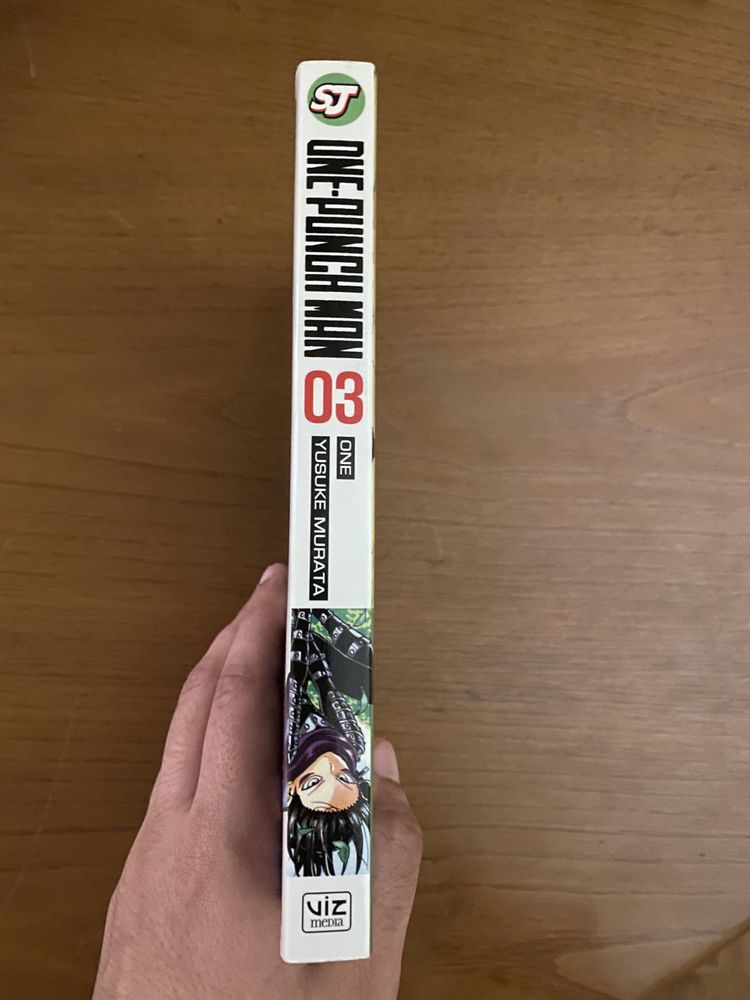 SJ
ONE-PUNCH MAN
03
ONE
YUSUKE MURATA
VIZ
MEDIA